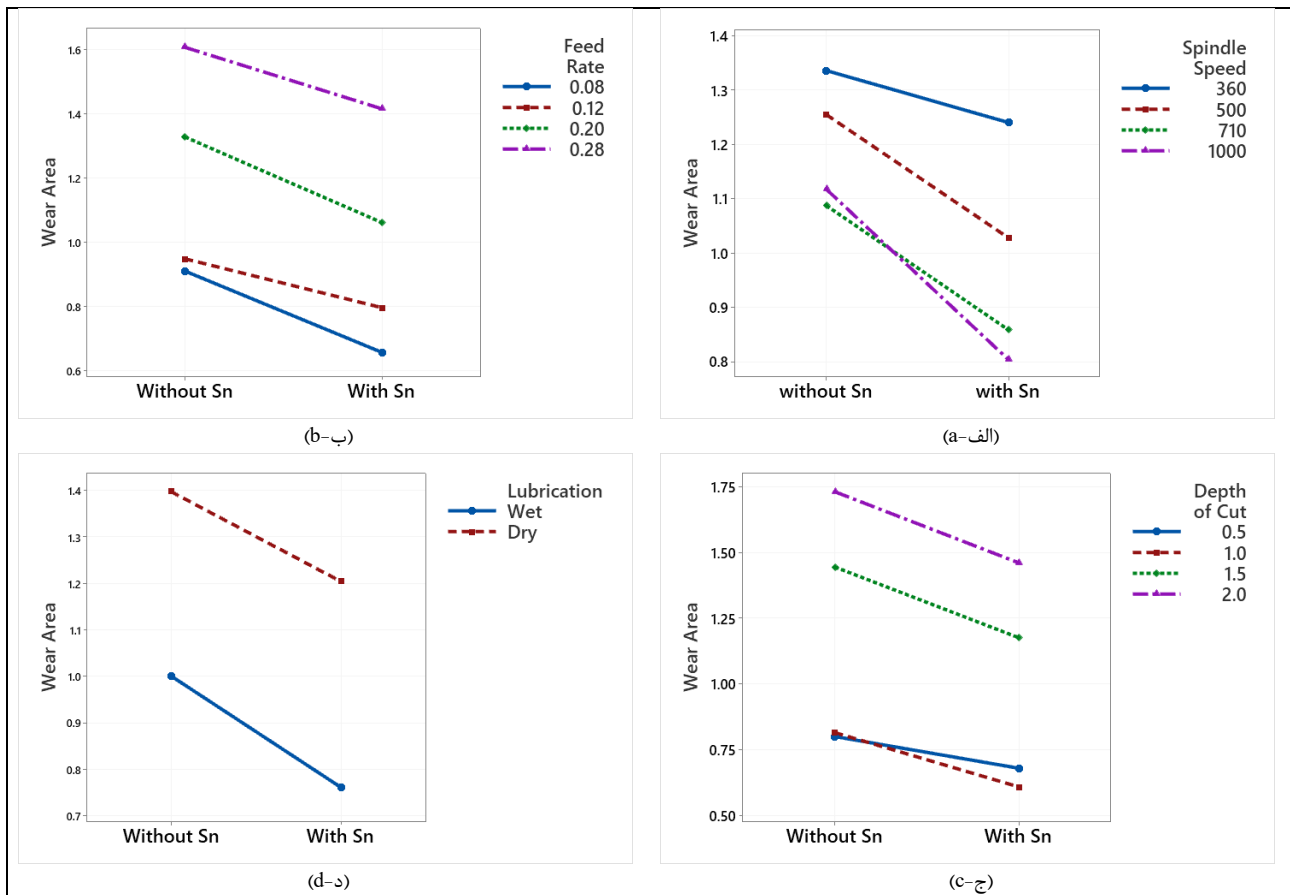 Wear Area
1.6
1.4
1.2
1.0
0.8
0.6
Without Sn
With Sn
Feed
Rate
0.08
0.12
0.20
0.28
(ب-b)
Wear Area
1.4
1.3
1.2
1.1
1.0
0.9
0.8
without Sn
with Sn
Spindle
Speed
360
500
710
1000
(الف-a)
Wear Area
1.4
1.3
1.2
1.1
1.0
0.9
0.8
0.7
Without Sn
With Sn
Lubrication
Wet
Dry
(د-d)
Wear Area
1.75
1.50
1.25
1.00
0.75
0.50
Without Sn
With Sn
Depth
of Cut
0.5
1.0
1.5
2.0
(ج-c)